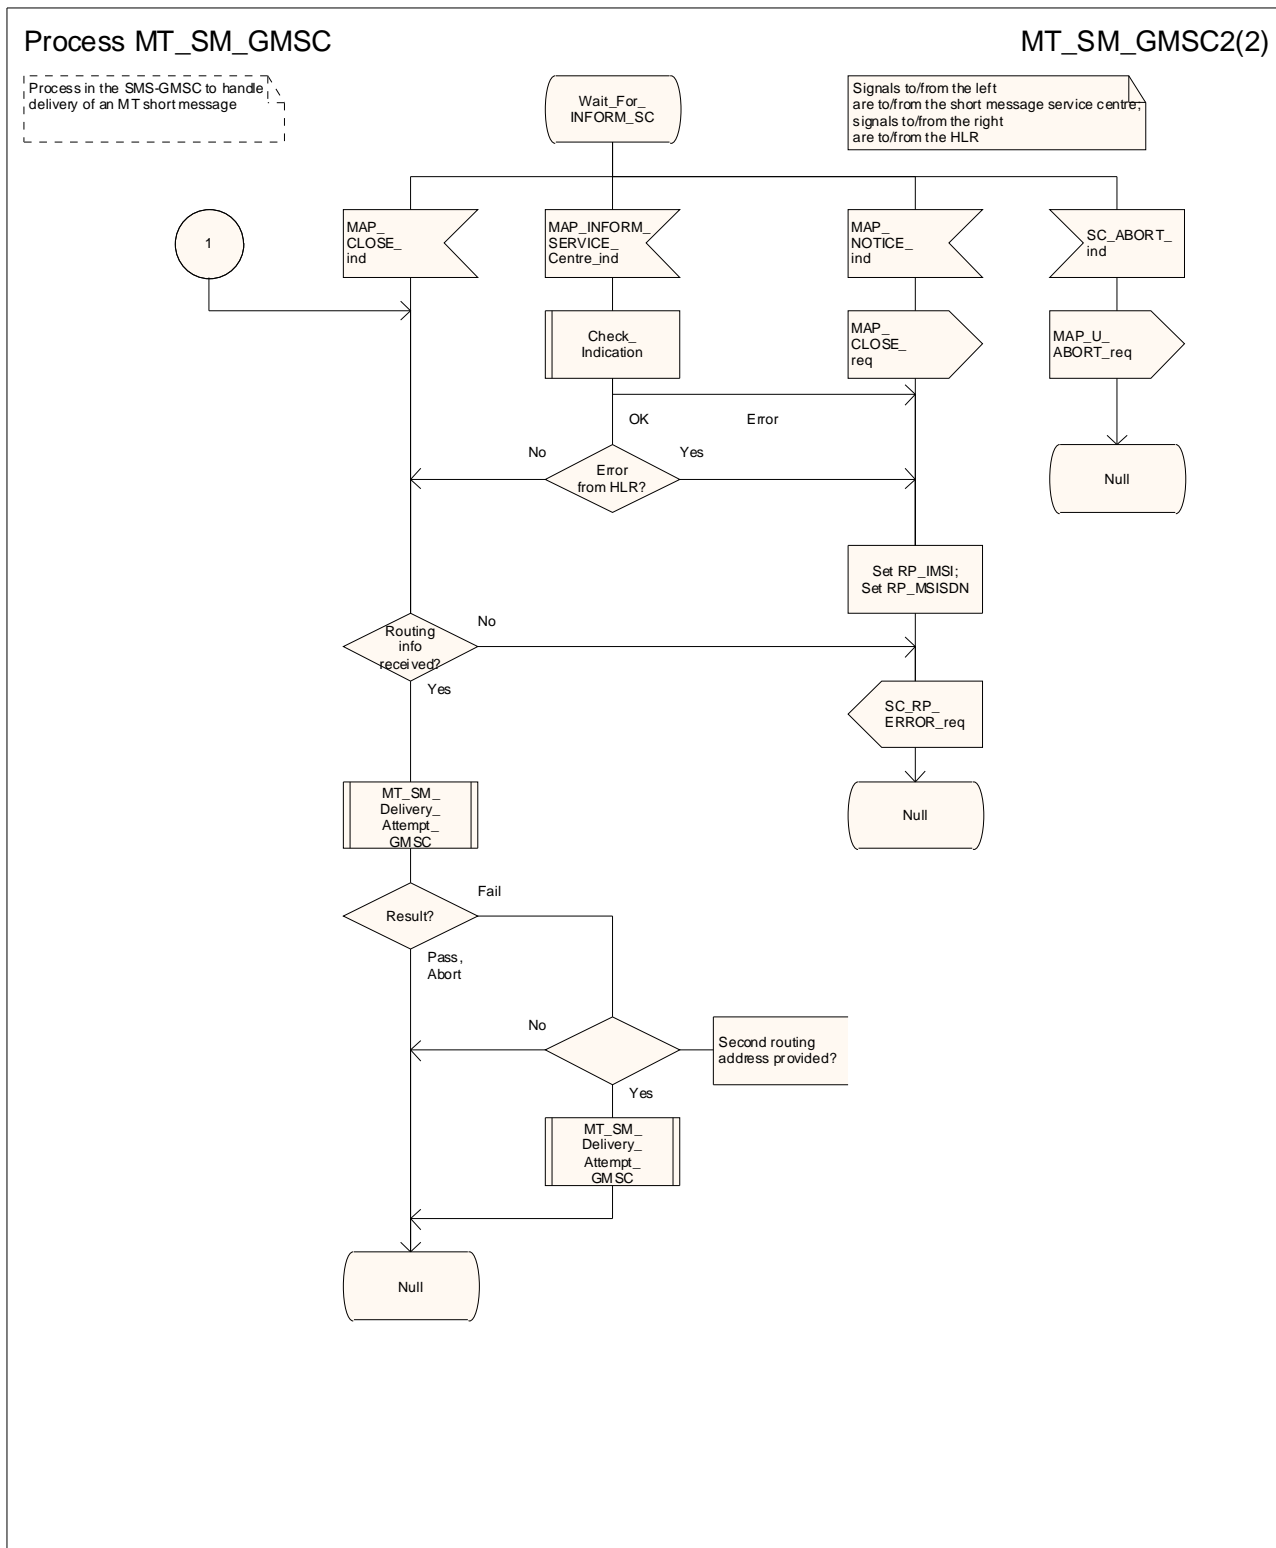 Process MT_SM_GMSC
MT_SM_GMSC2(2)
Process in the SMS-GMSC to handle
delivery of an MT short message
Wait_For_
INFORM_SC
Signals to/from the left
are to/from the short message service centre;
signals to/from the right
are to/from the HLR
1
MAP_
CLOSE_
ind
MAP_INFORM_
SERVICE_
Centre_ind
MAP_
NOTICE_
ind
SC_ABORT_
ind
Check_
Indication
MAP_
CLOSE_
req
MAP_U_
ABORT_req
OK
Error
No
Yes
Error
from HLR?
Null
Set RP_IMSI;
Set RP_MSISDN
No
Routing
info
received?
Yes
SC_RP_
ERROR_req
MT_SM_
Delivery_
Attempt_
GMSC
Null
Fail
Result?
Pass,
Abort
No
Second routing
address provided?
Yes
MT_SM_
Delivery_
Attempt_
GMSC
Null